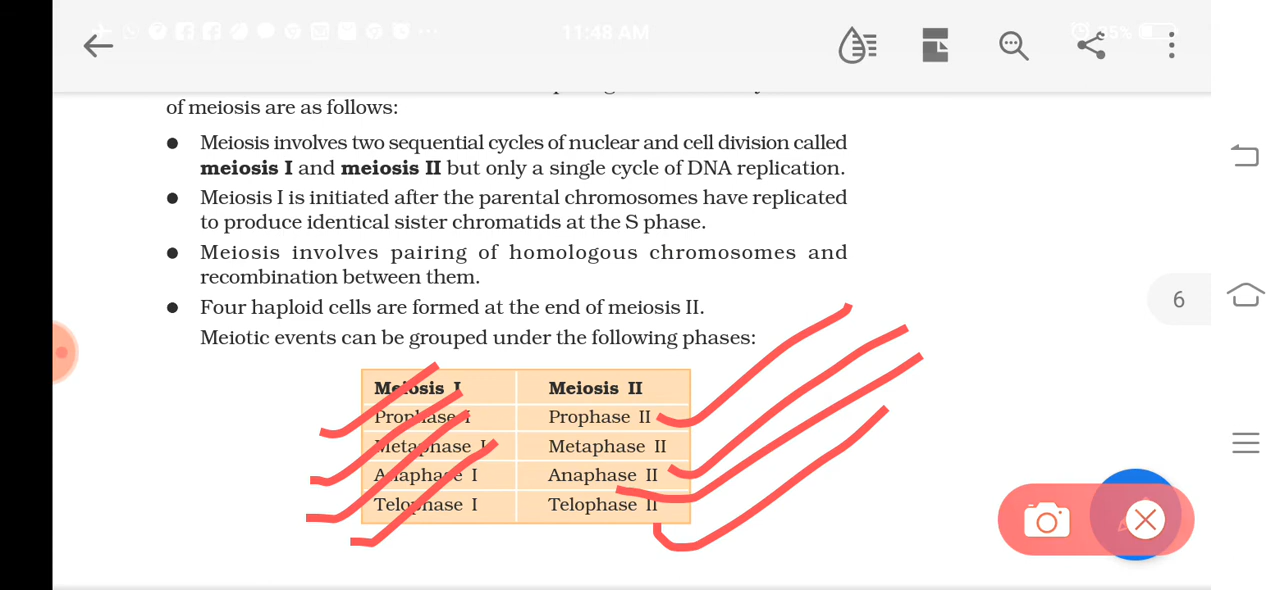 11:48 AM
of meiosis are as follows:
● Meiosis involves two sequential cycles of nuclear and cell division called
meiosis I and meiosis II but only a single cycle of DNA replication.
● Meiosis I is initiated after the parental chromosomes have replicated
to produce identical sister chromatids at the S phase.
● Meiosis involves pairing of homologous chromosomes and
recombination between them.
● Four haploid cells are formed at the end of meiosis II.
Meiotic events can be grouped under the following phases:
Meiosis I Meiosis II
Prophase I Prophase II
Metaphase I Metaphase II
Anaphase I Anaphase II
Telophase I Telophase II
6